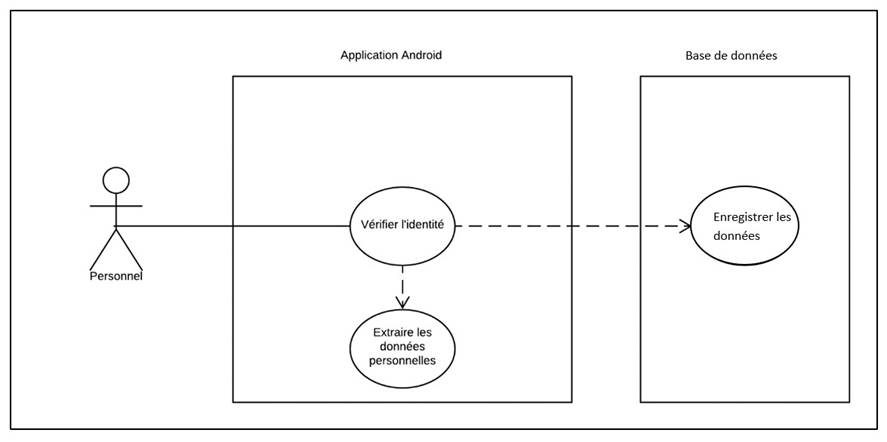 Application Android
Base de données
Personnel
Vérifier l'identité
Enregistrer les
données
Extraire les
données
personnelles